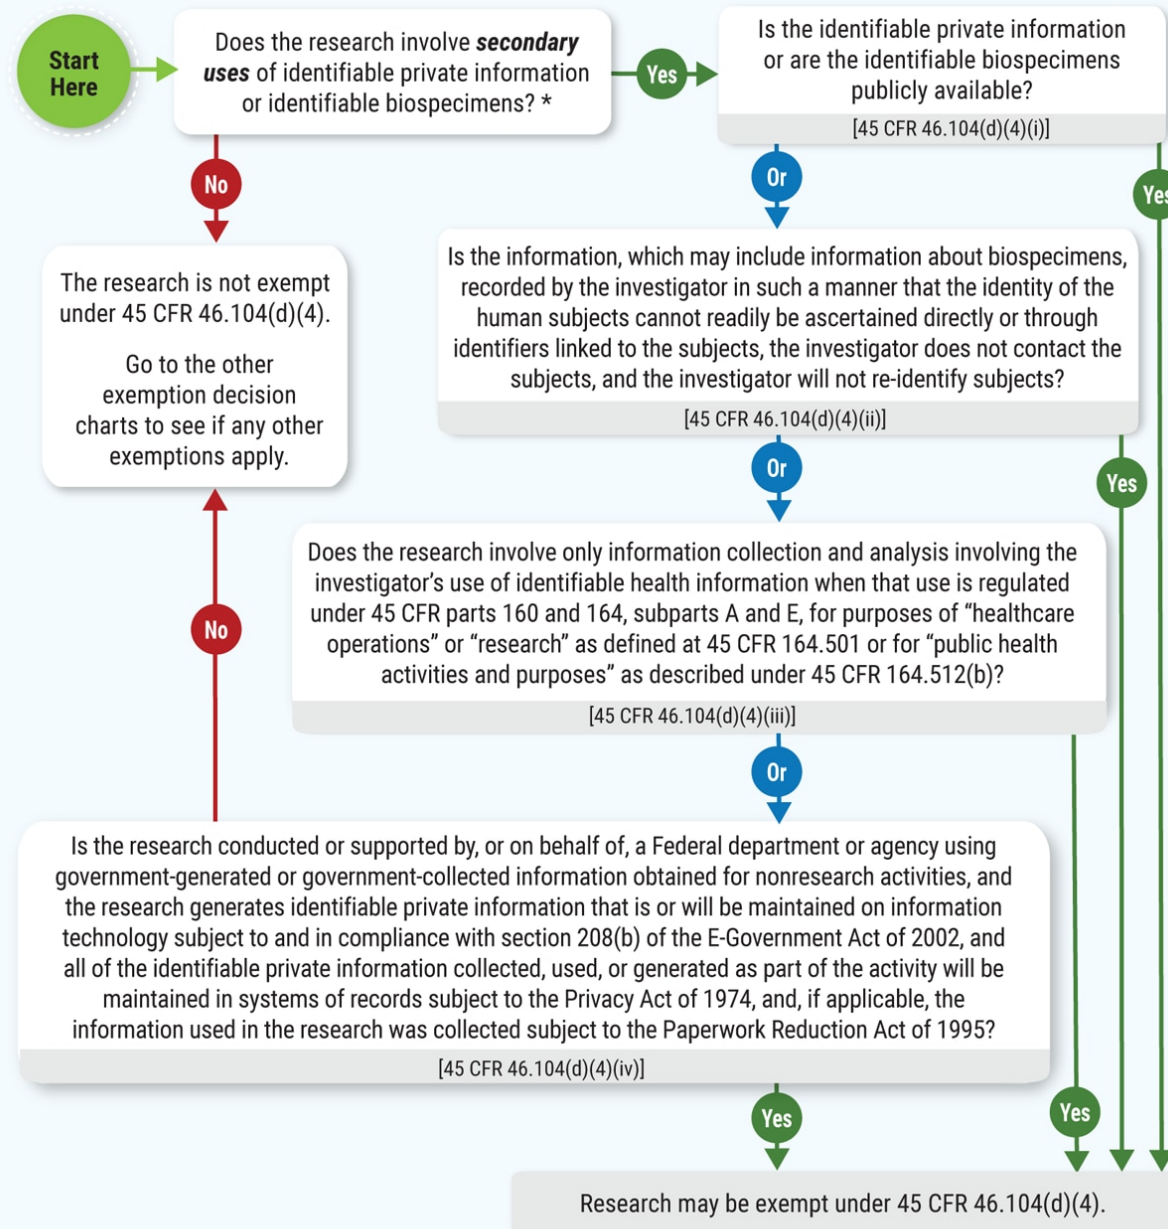 Start
Here
Does the research involve secondary
uses of identifiable private information
or identifiable biospecimens? *
Yes
Is the identifiable private information
or are the identifiable biospecimens
publicly available?
[45 CFR 46.104(d)(4)(i)]
No
Or
Yes
The research is not exempt
under 45 CFR 46.104(d)(4).
Go to the other
exemption decision
charts to see if any other
exemptions apply.
Is the information, which may include information about biospecimens,
recorded by the investigator in such a manner that the identity of the
human subjects cannot readily be ascertained directly or through
identifiers linked to the subjects, the investigator does not contact the
subjects, and the investigator will not re-identify subjects?
[45 CFR 46.104(d)(4)(ii)]
Or
Yes
Does the research involve only information collection and analysis involving the
investigator’s use of identifiable health information when that use is regulated
under 45 CFR parts 160 and 164, subparts A and E, for purposes of “healthcare
operations” or “research” as defined at 45 CFR 164.501 or for “public health
activities and purposes” as described under 45 CFR 164.512(b)?
[45 CFR 46.104(d)(4)(iii)]
No
Or
Is the research conducted or supported by, or on behalf of, a Federal department or agency using
government-generated or government-collected information obtained for nonresearch activities, and
the research generates identifiable private information that is or will be maintained on information
technology subject to and in compliance with section 208(b) of the E-Government Act of 2002, and
all of the identifiable private information collected, used, or generated as part of the activity will be
maintained in systems of records subject to the Privacy Act of 1974, and, if applicable, the
information used in the research was collected subject to the Paperwork Reduction Act of 1995?
[45 CFR 46.104(d)(4)(iv)]
Yes
Yes
Research may be exempt under 45 CFR 46.104(d)(4).